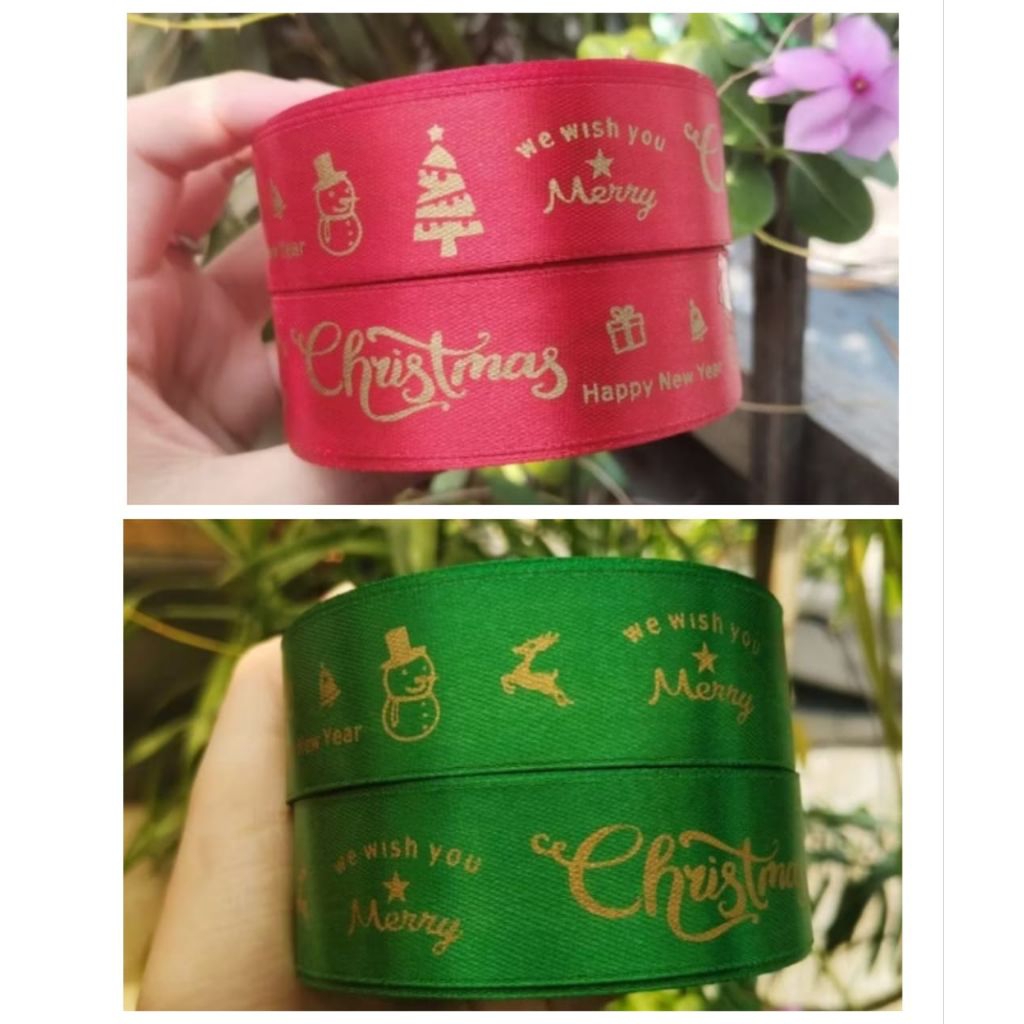 we wish you
Merry
C
Year
Christmas
Happy New Year
we wish you
Merry
New Year
we wish you
Merry
Christma